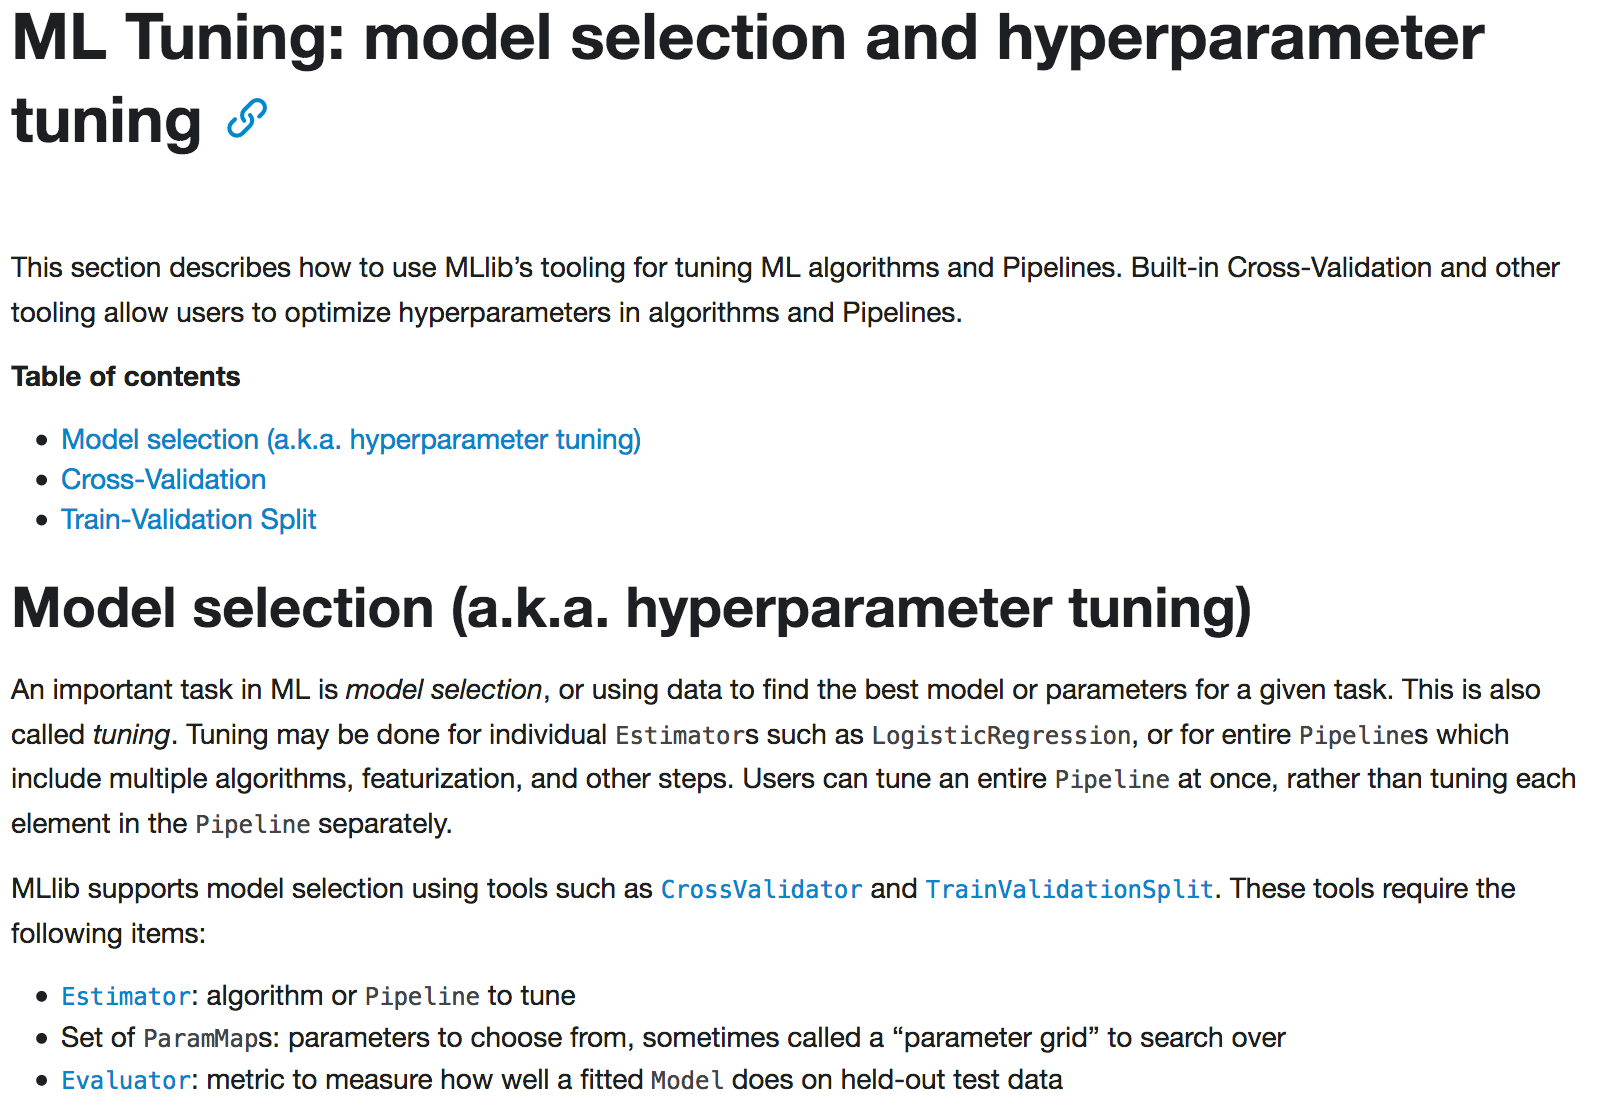 ML Tuning: model selection and hyperparameter
tuning
This section describes how to use MLlib’s tooling for tuning ML algorithms and Pipelines. Built-in Cross-Validation and other
tooling allow users to optimize hyperparameters in algorithms and Pipelines.
Table of contents
• Model selection (a.k.a. hyperparameter tuning)
• Cross-Validation
• Train-Validation Split
Model selection (a.k.a. hyperparameter tuning)
An important task in ML is model selection, or using data to find the best model or parameters for a given task. This is also
called tuning. Tuning may be done for individual Estimators such as LogisticRegression, or for entire Pipelines which
include multiple algorithms, featurization, and other steps. Users can tune an entire Pipeline at once, rather than tuning each
element in the Pipeline separately.
MLlib supports model selection using tools such as CrossValidator and TrainValidationSplit. These tools require the
following items:
• Estimator: algorithm or Pipeline to tune
• Set of ParamMaps: parameters to choose from, sometimes called a “parameter grid” to search over
• Evaluator: metric to measure how well a fitted Model does on held-out test data